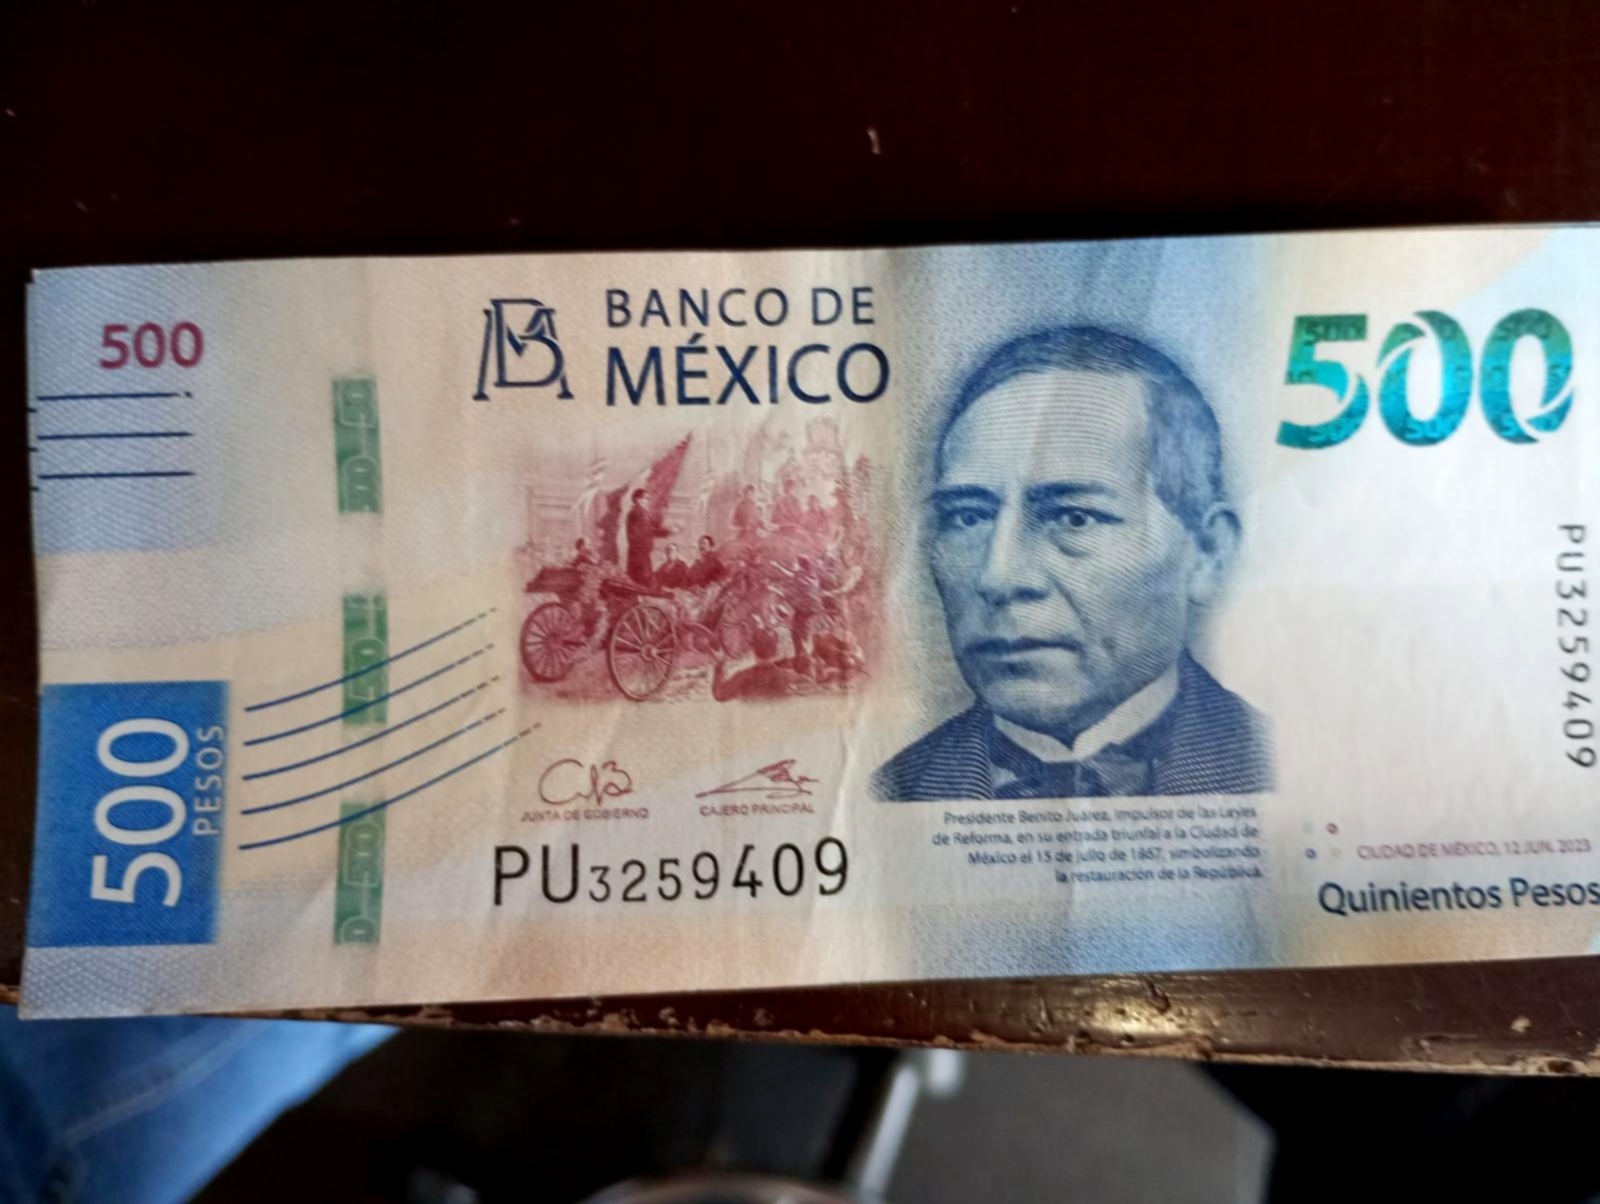 500
BM
BANCO DE
MÉXICO
500
500
PESOS
JUNTA DE GOBIERNO
CAJERO PRINCIPAL
PU3259409
Presidente Benito Juárez, impulsor de las Leyes
de Reforma, en su entrada triunfal a la Ciudad de
México el 15 de julio de 1867, simbolizando
la restauración de la República.
PU3259409
CIUDAD DE MÉXICO, 12 JUN. 2023
Quinientos Pesos